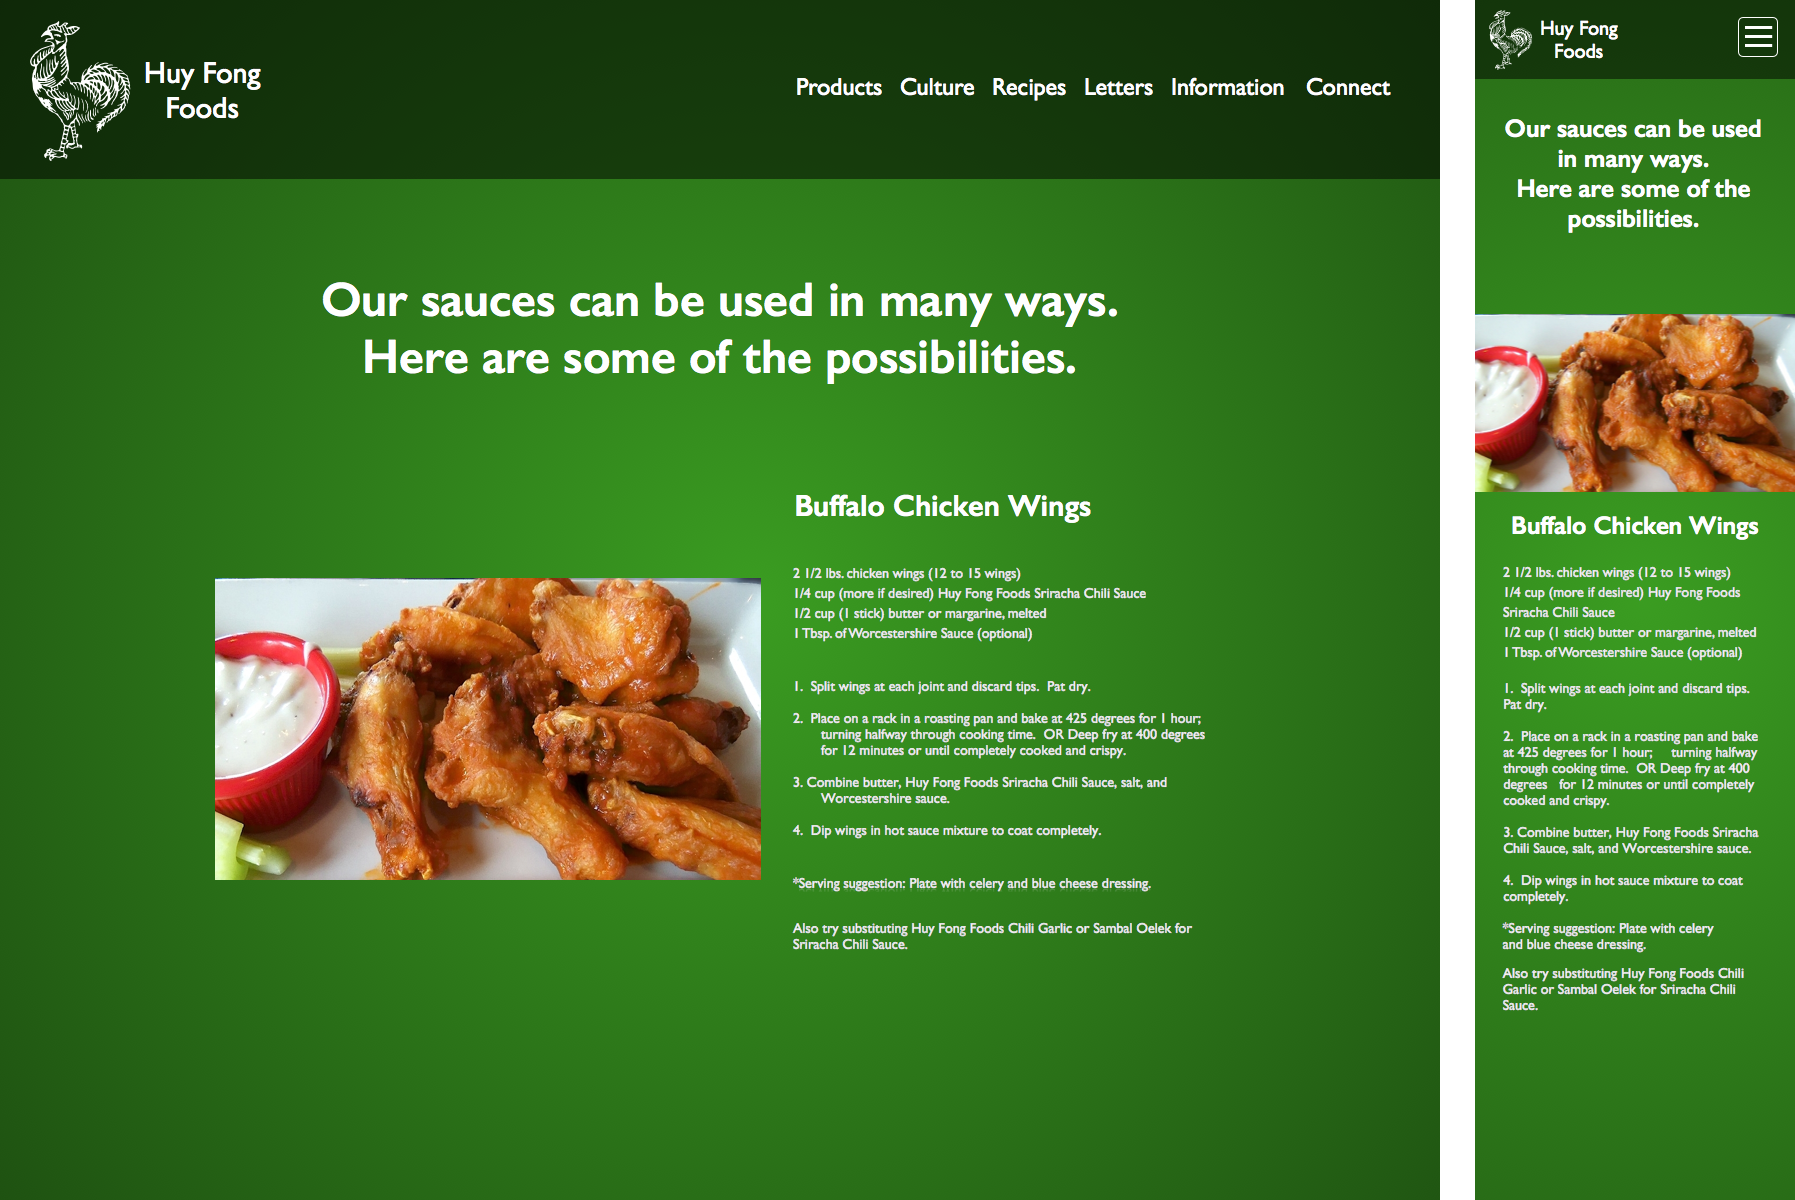 Huy Fong
Foods
Products Culture Recipes Letters Information Connect
Our sauces can be used in many ways.
Here are some of the possibilities.
Buffalo Chicken Wings
2 1/2 lbs. chicken wings (12 to 15 wings)
1/4 cup (more if desired) Huy Fong Foods Sriracha Chili Sauce
1/2 cup (1 stick) butter or margarine, melted
1 Tbsp. of Worcestershire Sauce (optional)
1. Split wings at each joint and discard tips. Pat dry.
2. Place on a rack in a roasting pan and bake at 425 degrees for 1 hour;
turning halfway through cooking time. OR Deep fry at 400 degrees
for 12 minutes or until completely cooked and crispy.
3. Combine butter, Huy Fong Foods Sriracha Chili Sauce, salt, and
Worcestershire sauce.
4. Dip wings in hot sauce mixture to coat completely.
*Serving suggestion: Plate with celery and blue cheese dressing.
Also try substituting Huy Fong Foods Chili Garlic or Sambal Oelek for
Sriracha Chili Sauce.
Huy Fong
Foods
Our sauces can be used
in many ways.
Here are some of the
possibilities.
Buffalo Chicken Wings
2 1/2 lbs. chicken wings (12 to 15 wings)
1/4 cup (more if desired) Huy Fong Foods
Sriracha Chili Sauce
1/2 cup (1 stick) butter or margarine, melted
1 Tbsp. of Worcestershire Sauce (optional)
1. Split wings at each joint and discard tips.
Pat dry.
2. Place on a rack in a roasting pan and bake
at 425 degrees for 1 hour; turning halfway
through cooking time. OR Deep fry at 400
degrees for 12 minutes or until completely
cooked and crispy.
3. Combine butter, Huy Fong Foods Sriracha
Chili Sauce, salt, and Worcestershire sauce.
4. Dip wings in hot sauce mixture to coat
completely.
*Serving suggestion: Plate with celery
and blue cheese dressing.
Also try substituting Huy Fong Foods Chili
Garlic or Sambal Oelek for Sriracha Chili
Sauce.